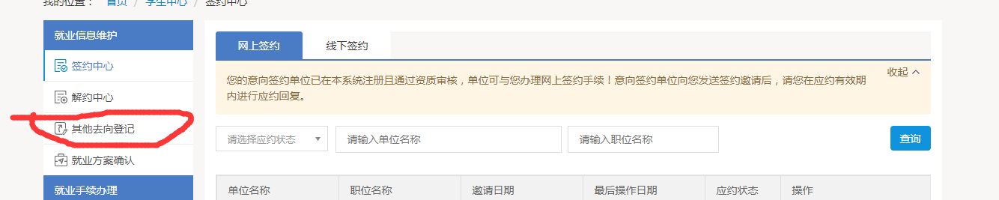 我的位置： 首页 / 学生中心 / 签约中心
就业信息维护
签约中心
解约中心
其他去向登记
就业方案确认
就业手续办理
网上签约 线下签约
您的意向签约单位已在本系统注册且通过资质审核，单位可与您办理网上签约手续！意向签约单位向您发送签约邀请后，请您在应约有效期
内进行应约回复。
收起
请选择应约状态 请输入单位名称 请输入职位名称 查询
单位名称 职位名称 邀请日期 最后操作日期 应约状态 操作